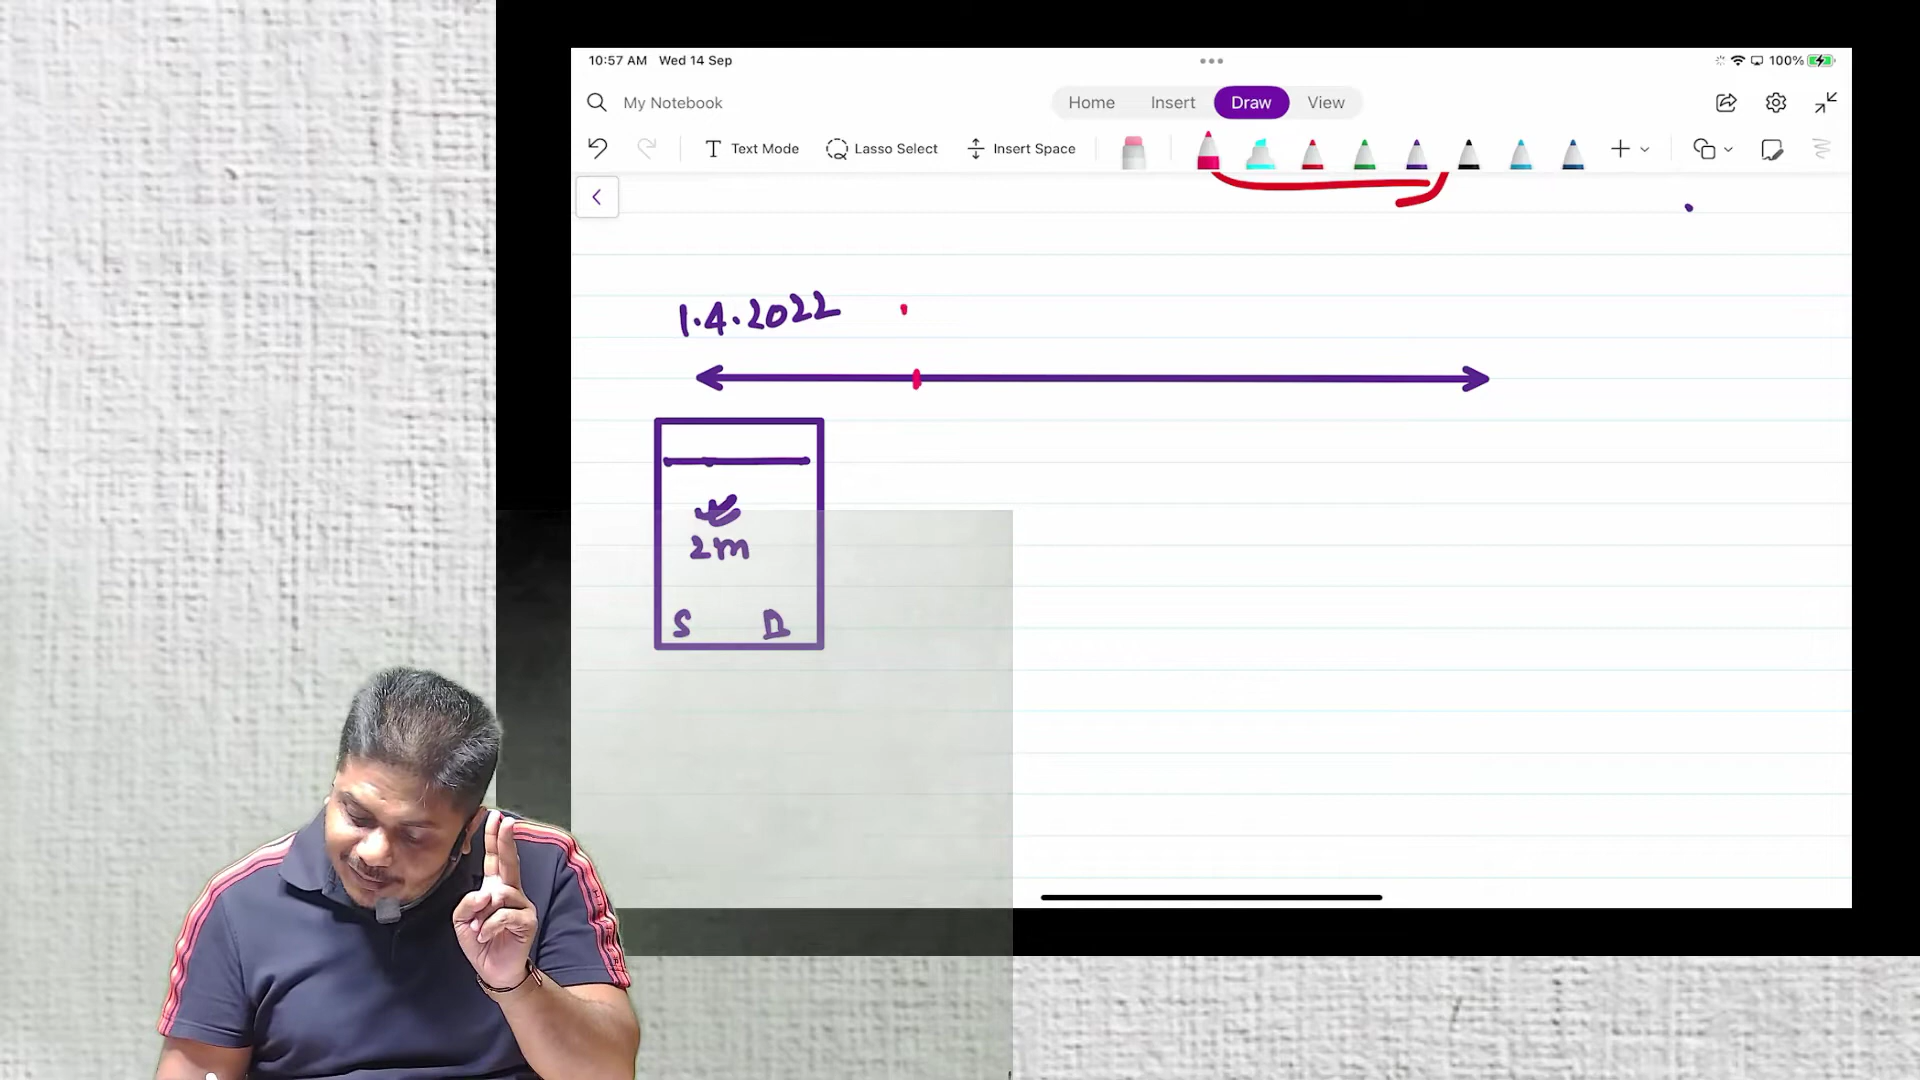 10:57 AM Wed 14 Sep
100%
My Notebook
Home Insert Draw View
Text Mode Lasso Select Insert Space
1.4.2022
2m
S D